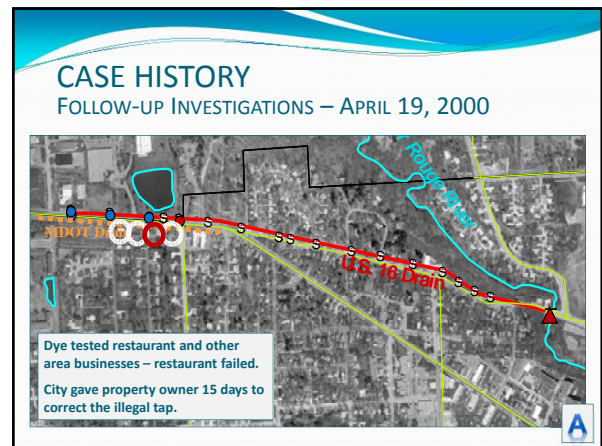 CASE HISTORY
FOLLOW-UP INVESTIGATIONS – APRIL 19, 2000
Rouge River
MDOT Drain
S
S
S
S
S
S
S
S
S
S
S
S
S
S
U.S. 16 Drain
Dye tested restaurant and other
area businesses – restaurant failed.
City gave property owner 15 days to
correct the illegal tap.
A